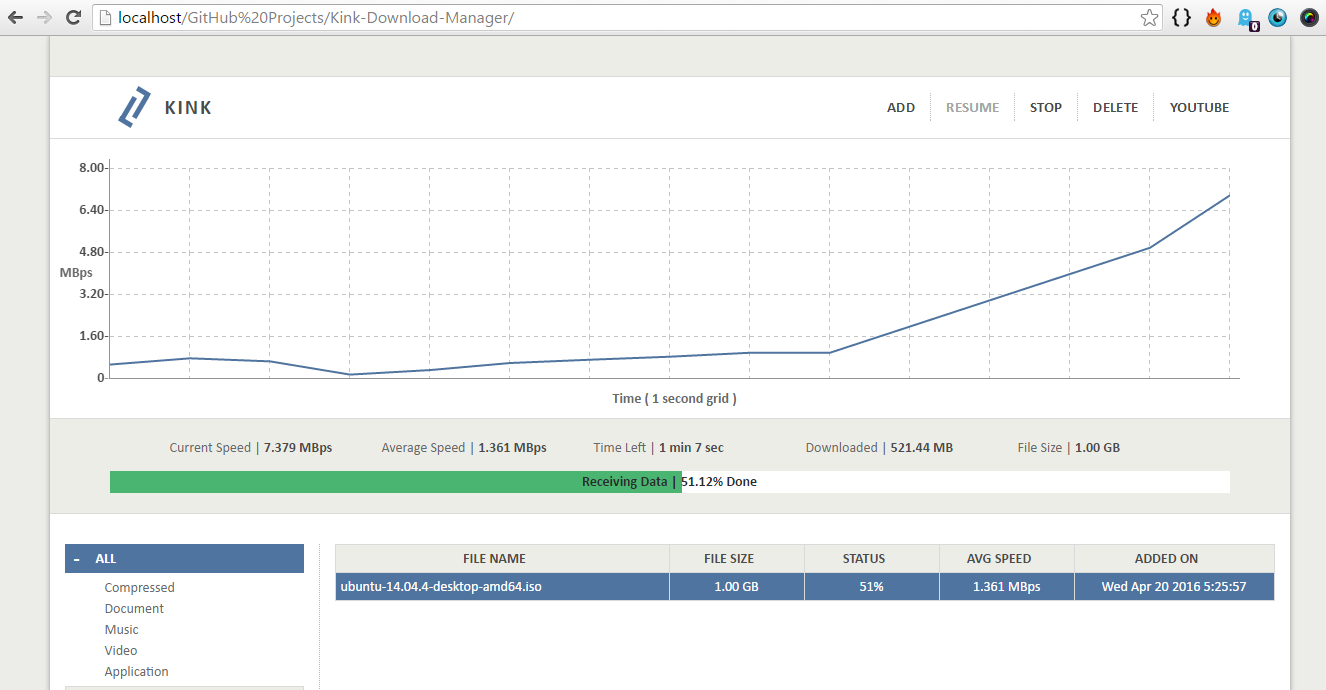 localhost/GitHub%20Projects/Kink-Download-Manager/
{}
0
KINK
ADD RESUME STOP DELETE YOUTUBE
8.00
6.40
4.80
MBps
3.20
1.60
0
Time ( 1 second grid )
Current Speed | 7.379 MBps Average Speed | 1.361 MBps Time Left | 1 min 7 sec Downloaded | 521.44 MB File Size | 1.00 GB
Receiving Data | 51.12% Done
- ALL
Compressed
Document
Music
Video
Application
FILE NAME FILE SIZE STATUS AVG SPEED ADDED ON
ubuntu-14.04.4-desktop-amd64.iso 1.00 GB 51% 1.361 MBps Wed Apr 20 2016 5:25:57